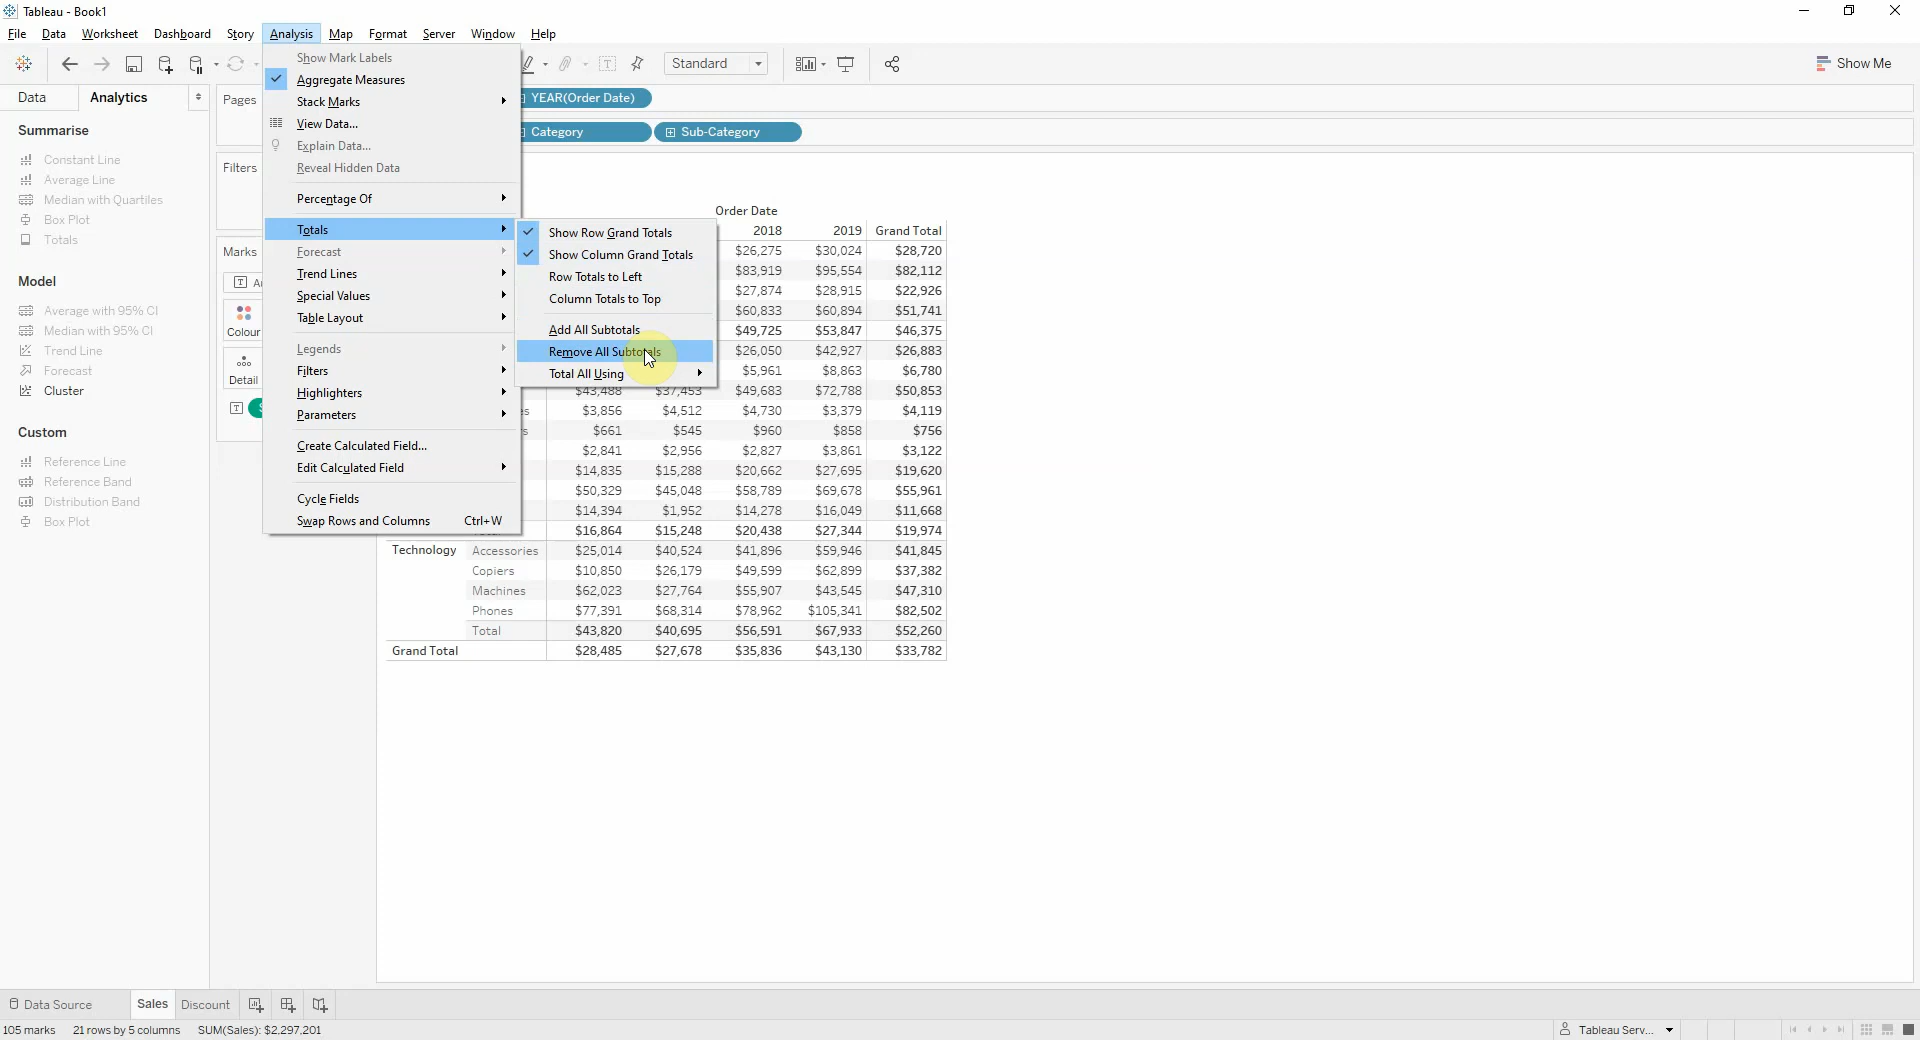 Tableau - Book1
File Data Worksheet Dashboard Story Analysis Map Format Server Window Help
Standard
Show Me
Data Analytics
Summarise
Constant Line
Average Line
Median with Quartiles
Box Plot
Totals
Model
Average with 95% CI
Median with 95% CI
Trend Line
Forecast
Cluster
Custom
Reference Line
Reference Band
Distribution Band
Box Plot
Pages
Filters
Marks
Colour
Detail
Show Mark Labels
Aggregate Measures
Stack Marks
View Data...
Explain Data...
Reveal Hidden Data
Percentage Of
Totals
Forecast
Trend Lines
Special Values
Table Layout
Legends
Filters
Highlighters
Parameters
Create Calculated Field...
Edit Calculated Field
Cycle Fields
Swap Rows and Columns Ctrl+W
Show Row Grand Totals
Show Column Grand Totals
Row Totals to Left
Column Totals to Top
Add All Subtotals
Remove All Subtotals
Total All Using
YEAR(Order Date)
Category Sub-Category
Order Date
2018 2019 Grand Total
$26,275 $30,024 $28,720
$83,919 $95,554 $82,112
$27,874 $28,915 $22,926
$60,833 $60,894 $51,741
$49,725 $53,847 $46,375
$26,050 $42,927 $26,883
$5,961 $8,863 $6,780
$43,488 $37,453 $49,683 $72,788 $50,853
$3,856 $4,512 $4,730 $3,379 $4,119
$661 $545 $960 $858 $756
$2,841 $2,956 $2,827 $3,861 $3,122
$14,835 $15,288 $20,662 $27,695 $19,620
$50,329 $45,048 $58,789 $69,678 $55,961
$14,394 $1,952 $14,278 $16,049 $11,668
$16,864 $15,248 $20,438 $27,344 $19,974
Technology Accessories $25,014 $40,524 $41,896 $59,946 $41,845
Copiers $10,850 $26,179 $49,599 $62,899 $37,382
Machines $62,023 $27,764 $55,907 $43,545 $47,310
Phones $77,391 $68,314 $78,962 $105,341 $82,502
Total $43,820 $40,695 $56,591 $67,933 $52,260
Grand Total $28,485 $27,678 $35,836 $43,130 $33,782
Data Source Sales Discount
105 marks 21 rows by 5 columns SUM(Sales): $2,297,201
Tableau Serv...